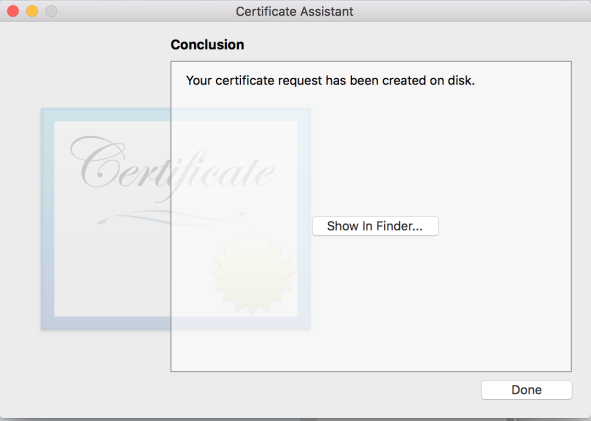 Certificate Assistant
Conclusion
Your certificate request has been created on disk.
Certificate
Show In Finder...
Done